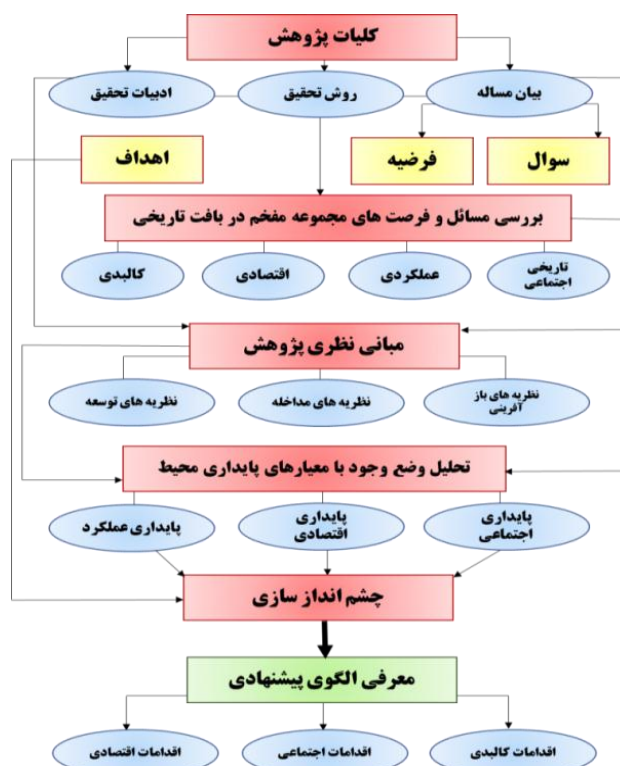 کلیات پژوهش
بیان مساله
روش تحقیق
ادبیات تحقیق
سوال
فرضیه
اهداف
بررسی مسائل و فرصت های مجموعه مفخم در بافت تاریخی
تاریخی
اجتماعی
عملکردی
اقتصادی
کالبدی
مبانی نظری پژوهش
نظریه های باز
آفرینی
نظریه های مداخله
نظریه های توسعه
تحلیل وضع وجود با معیارهای پایداری محیط
پایداری
اجتماعی
پایداری
اقتصادی
پایداری عملکرد
چشم انداز سازی
معرفی الگوی پیشنهادی
اقدامات کالبدی
اقدامات اجتماعی
اقدامات اقتصادی